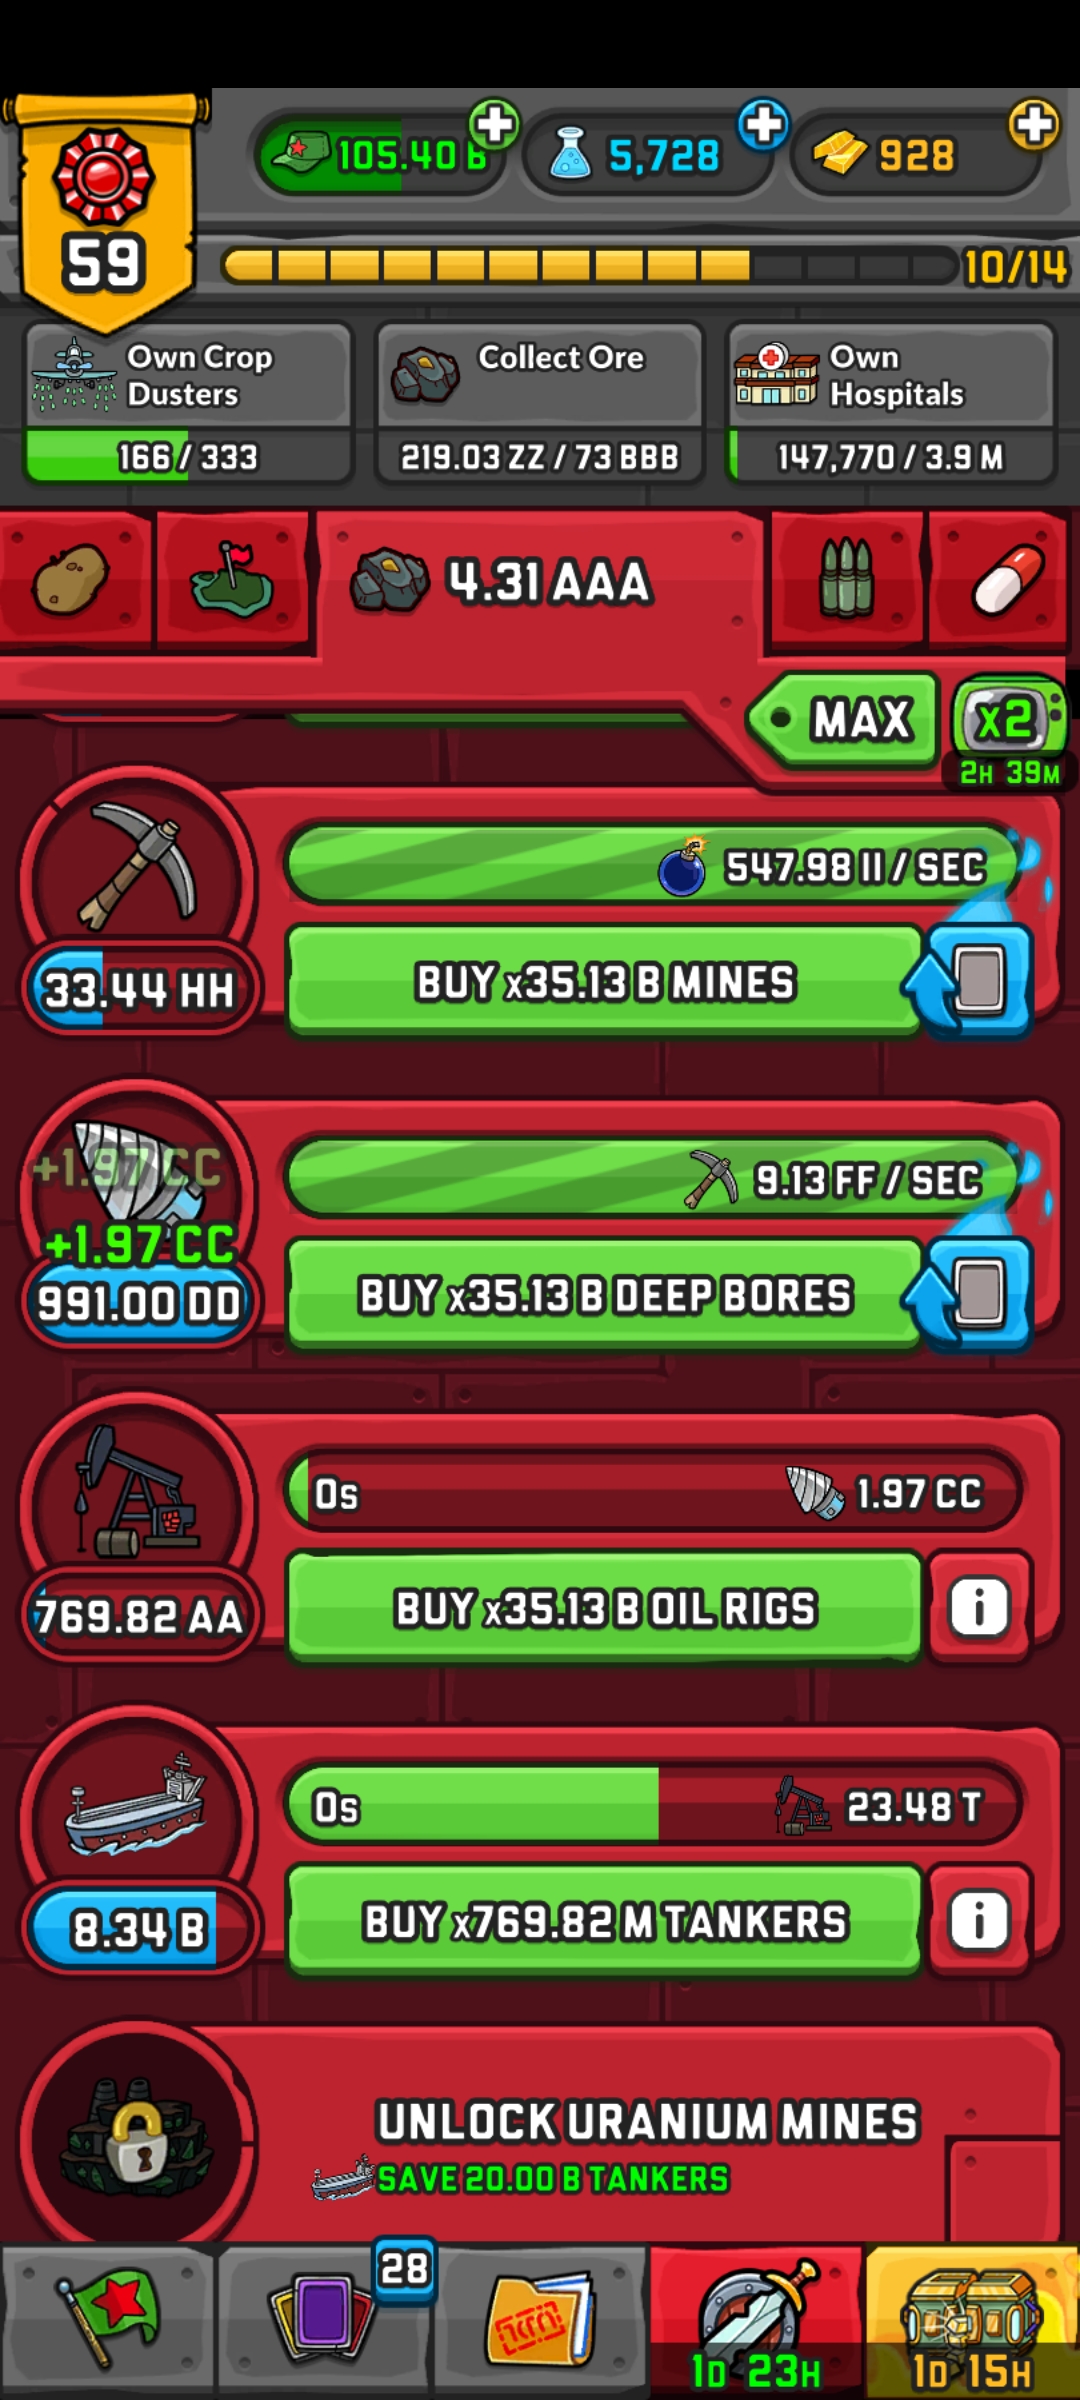 105.40 B
5,728
928
59
10/14
Own Crop
Dusters
166 / 333
Collect Ore
219.03 ZZ / 73 BBB
Own
Hospitals
147,770 / 3.9 M
4.31 AAA
MAX
x2
2H 39M
547.98 II / SEC
33.44 HH
BUY x35.13 B MINES
+1.97 CC
+1.97 CC
9.13 FF / SEC
991.00 DD
BUY x35.13 B DEEP BORES
0s
1.97 CC
769.82 AA
BUY x35.13 B OIL RIGS
i
0s
23.48 T
8.34 B
BUY x769.82 M TANKERS
i
UNLOCK URANIUM MINES
SAVE 20.00 B TANKERS
28
1D 23H
1D 15H